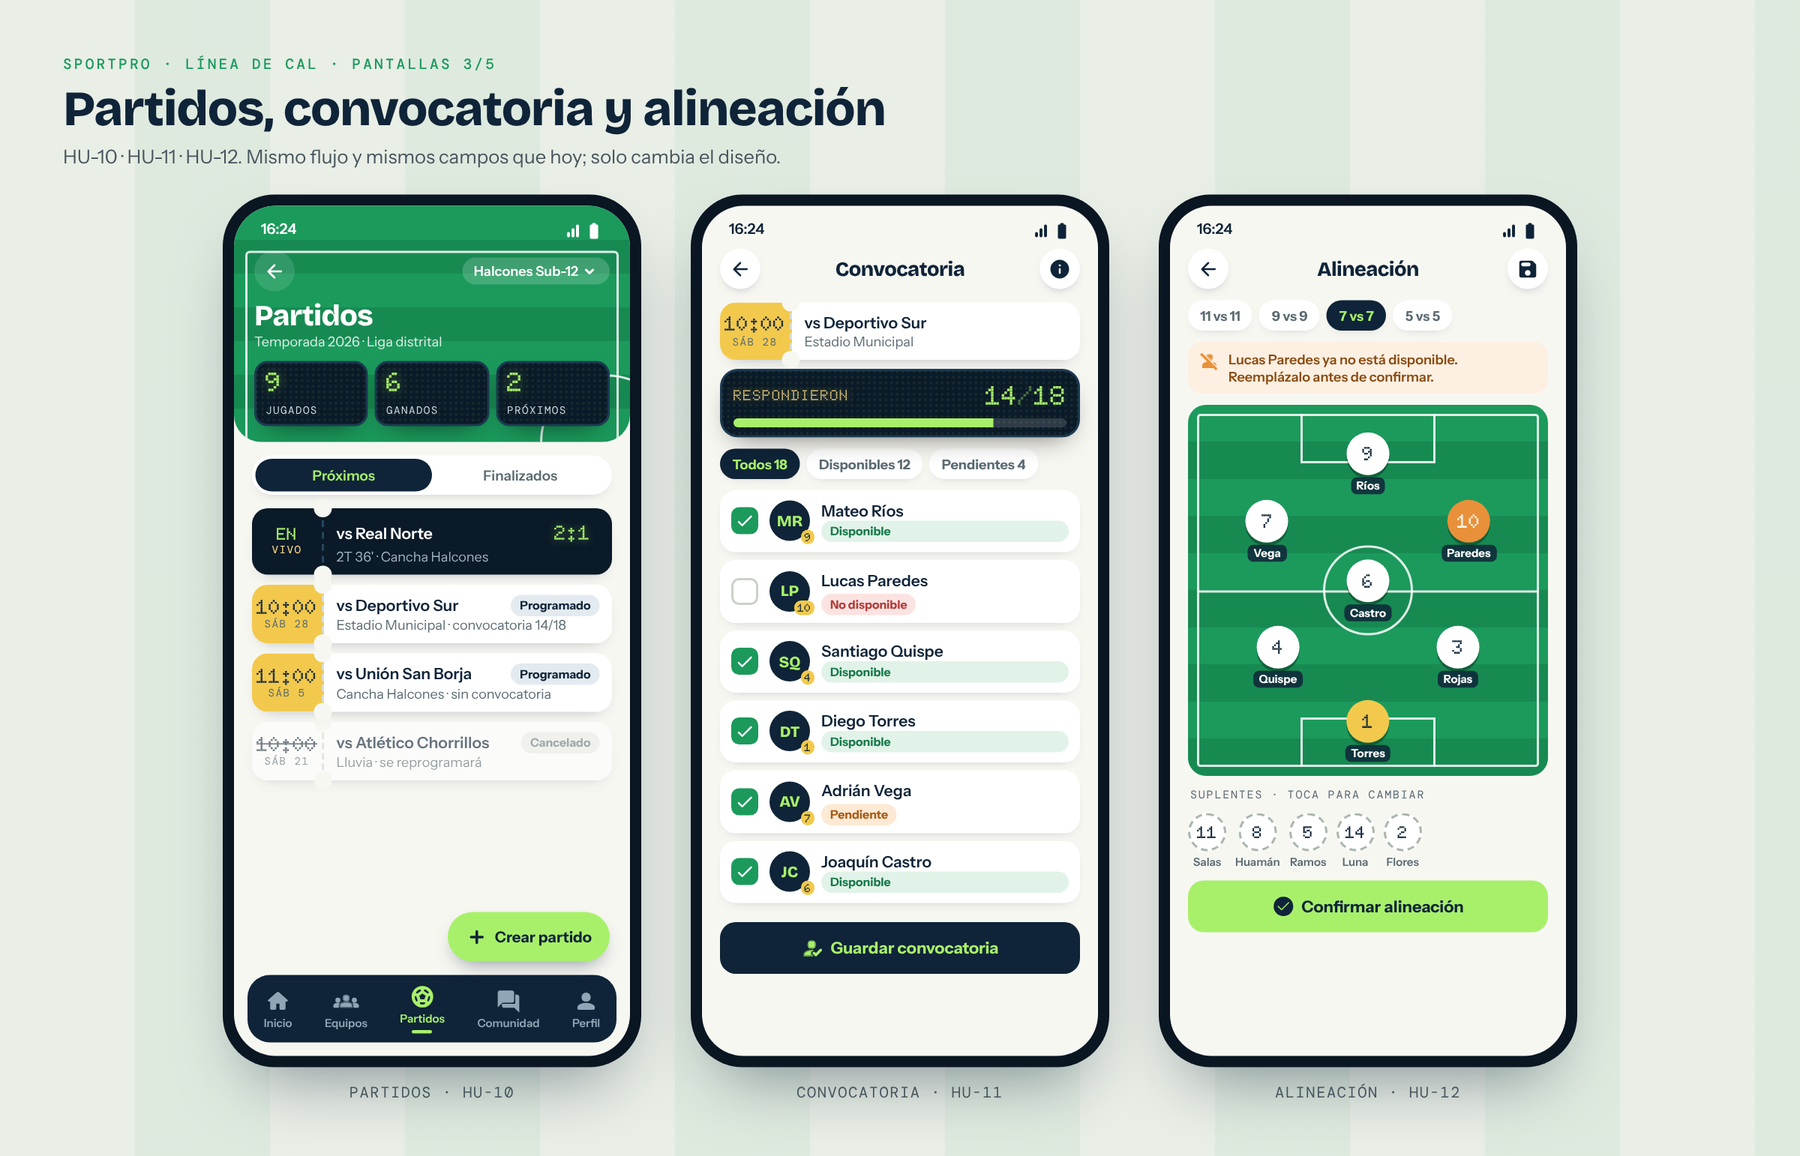 SPORTPRO · LÍNEA DE CAL · PANTALLAS 3/5
Partidos, convocatoria y alineación
HU-10 · HU-11 · HU-12. Mismo flujo y mismos campos que hoy; solo cambia el diseño.
16:24
Halcones Sub-12
Partidos
Temporada 2026 · Liga distrital
9
JUGADOS
6
GANADOS
2
PRÓXIMOS
Próximos
Finalizados
EN
VIVO
vs Real Norte
2T 36' · Cancha Halcones
2:1
10:00
SÁB 28
vs Deportivo Sur
Programado
Estadio Municipal · convocatoria 14/18
11:00
SÁB 5
vs Unión San Borja
Programado
Cancha Halcones · sin convocatoria
10:00
SÁB 21
vs Atlético Chorrillos
Cancelado
Lluvia · se reprogramará
+ Crear partido
Inicio
Equipos
Partidos
Comunidad
Perfil
PARTIDOS · HU-10
16:24
Convocatoria
10:00
SÁB 28
vs Deportivo Sur
Estadio Municipal
RESPONDIERON
14/18
Todos 18
Disponibles 12
Pendientes 4
MR
9
Mateo Ríos
Disponible
LP
10
Lucas Paredes
No disponible
SQ
4
Santiago Quispe
Disponible
DT
1
Diego Torres
Disponible
AV
7
Adrián Vega
Pendiente
JC
6
Joaquín Castro
Disponible
Guardar convocatoria
CONVOCATORIA · HU-11
16:24
Alineación
11 vs 11
9 vs 9
7 vs 7
5 vs 5
Lucas Paredes ya no está disponible.
Reemplázalo antes de confirmar.
9
Ríos
7
Vega
10
Paredes
6
Castro
4
Quispe
3
Rojas
1
Torres
SUPLENTES · TOCA PARA CAMBIAR
11
Salas
8
Huamán
5
Ramos
14
Luna
2
Flores
Confirmar alineación
ALINEACIÓN · HU-12